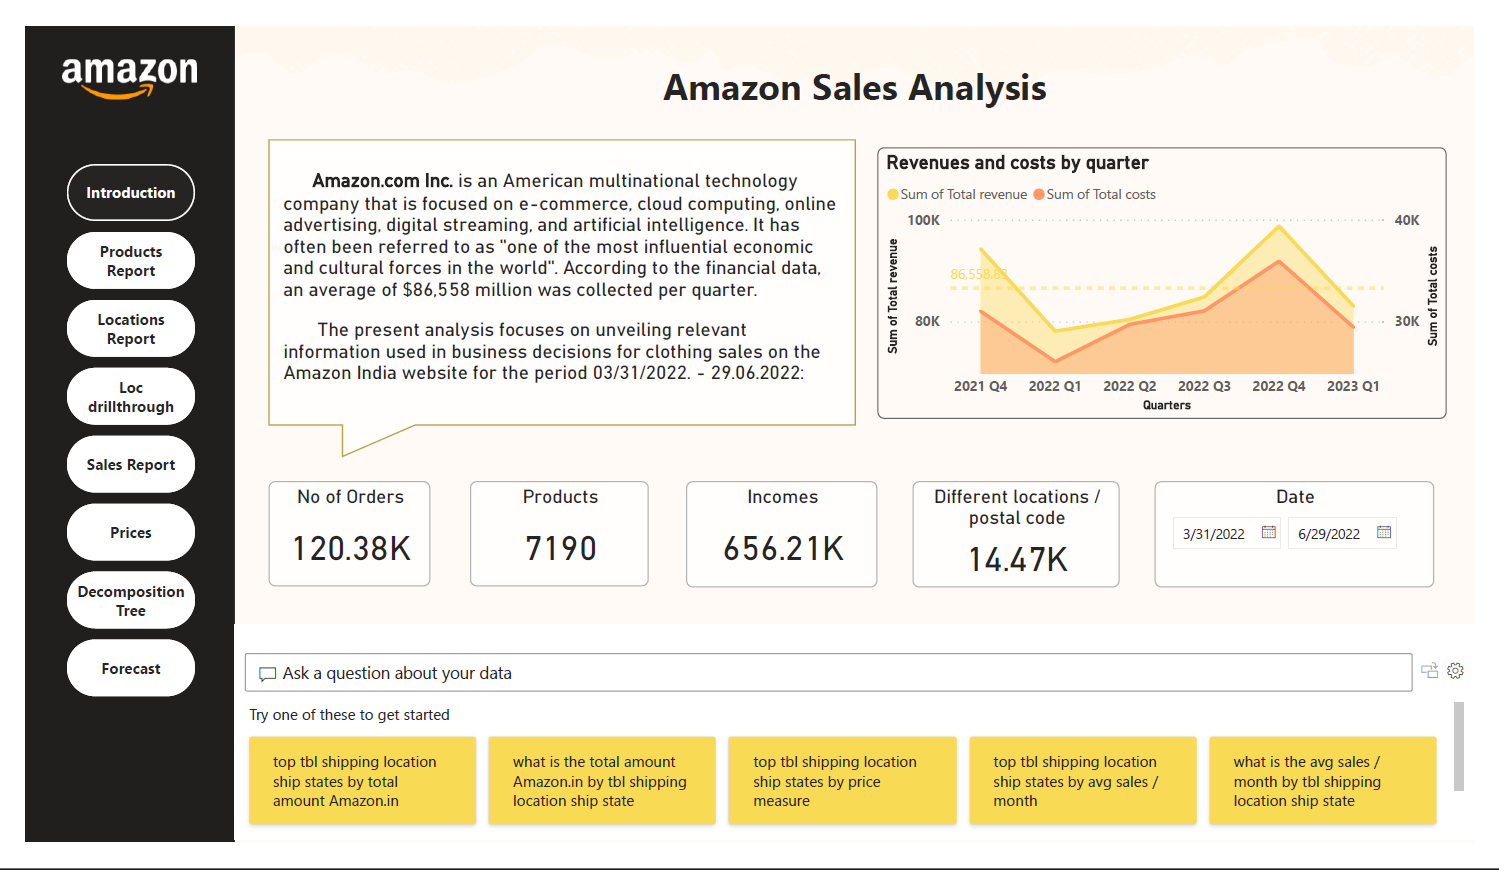 amazon
Introduction
Products
Report
Locations
Report
Loc
drillthrough
Sales Report
Prices
Decomposition
Tree
Forecast
Amazon Sales Analysis
Amazon.com Inc. is an American multinational technology
company that is focused on e-commerce, cloud computing, online
advertising, digital streaming, and artificial intelligence. It has
often been referred to as "one of the most influential economic
and cultural forces in the world". According to the financial data,
an average of $86,558 million was collected per quarter.
The present analysis focuses on unveiling relevant
information used in business decisions for clothing sales on the
Amazon India website for the period 03/31/2022. - 29.06.2022:
Revenues and costs by quarter
Sum of Total revenue Sum of Total costs
100K
40K
86,558.83
80K
30K
Sum of Total revenue
Sum of Total costs
2021 Q4 2022 Q1 2022 Q2 2022 Q3 2022 Q4 2023 Q1
Quarters
No of Orders
120.38K
Products
7190
Incomes
656.21K
Different locations /
postal code
14.47K
Date
3/31/2022 6/29/2022
Ask a question about your data
Try one of these to get started
top tbl shipping location
ship states by total
amount Amazon.in
what is the total amount
Amazon.in by tbl shipping
location ship state
top tbl shipping location
ship states by price
measure
top tbl shipping location
ship states by avg sales /
month
what is the avg sales /
month by tbl shipping
location ship state